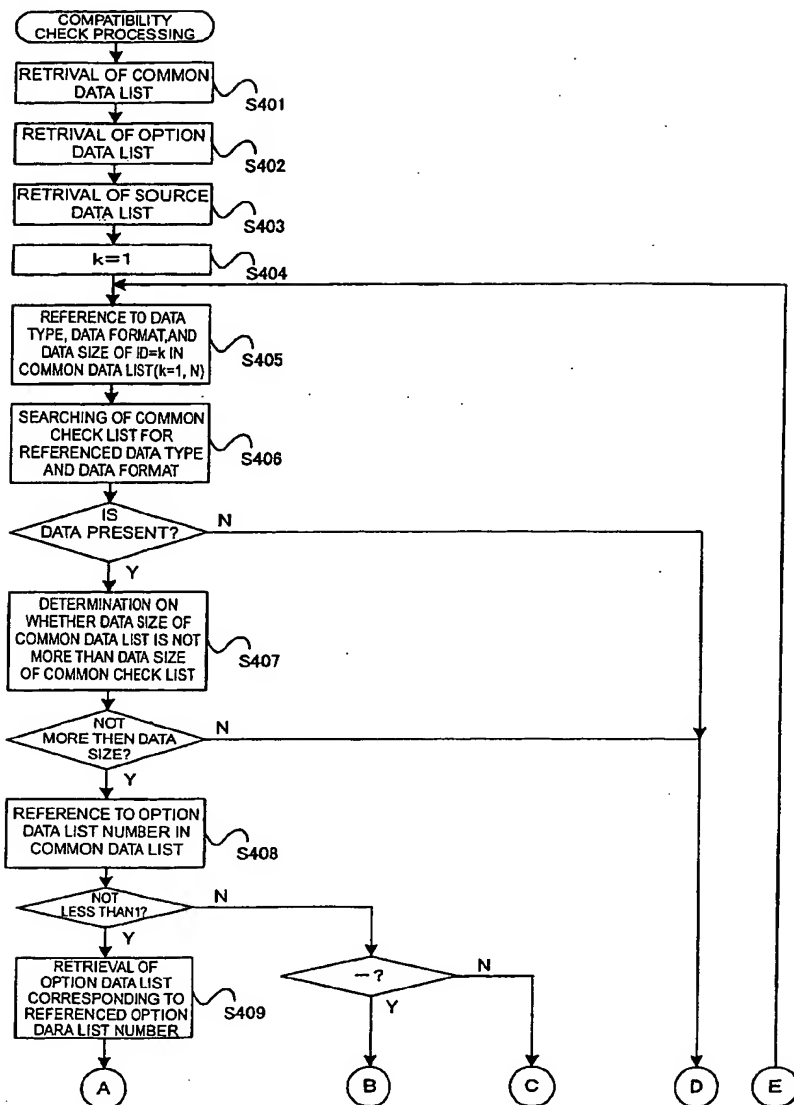 COMPATIBILITY
CHECK PROCESSING
RETRIVAL OF COMMON
DATA LIST
S401
RETRIVAL OF OPTION
DATA LIST
S402
RETRIVAL OF SOURCE
DATA LIST
S403
k=1
S404
REFERENCE TO DATA
TYPE, DATA FORMAT,AND
DATA SIZE OF ID=k IN
COMMON DATA LIST(k=1, N)
S405
SEARCHING OF COMMON
CHECK LIST FOR
REFERENCED DATA TYPE
AND DATA FORMAT
S406
IS
DATA PRESENT?
N
Y
DETERMINATION ON
WHETHER DATA SIZE OF
COMMON DATA LIST IS NOT
MORE THAN DATA SIZE
OF COMMON CHECK LIST
S407
NOT
MORE THEN DATA
SIZE?
N
Y
REFERENCE TO OPTION
DATA LIST NUMBER IN
COMMON DATA LIST
S408
NOT
LESS THAN1?
N
Y
RETRIEVAL OF
OPTION DATA LIST
CORRESPONDING TO
REFERENCED OPTION
DARA LIST NUMBER
S409
−?
N
Y
A
B
C
D
E